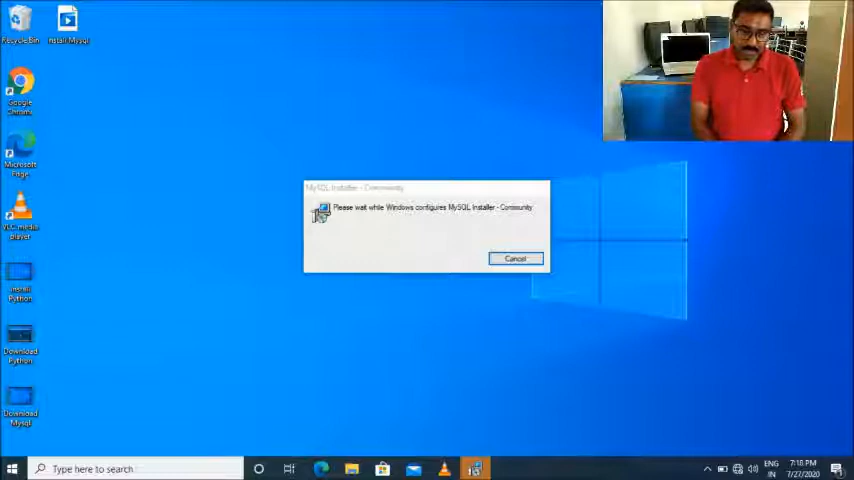 Recycle Bin
Install Mysql
Google
Chrome
Microsoft
Edge
VLC media
player
Install
Python
Download
Python
Download
Mysql
MySQL Installer - Community
Please wait while Windows configures MySQL Installer - Community
Cancel
Type here to search
ENG
IN
7:18 PM
7/27/2020